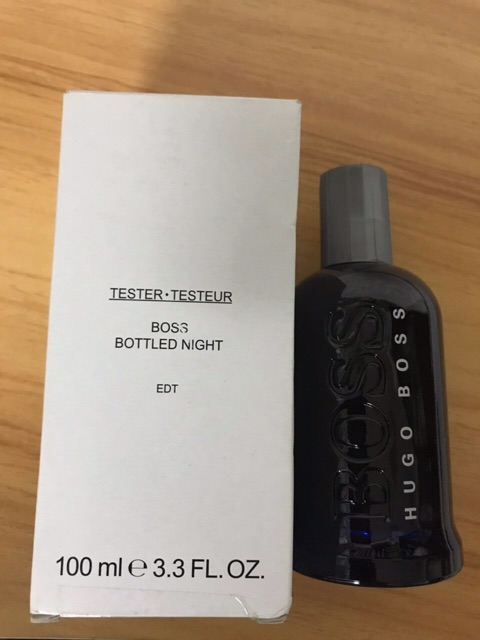 TESTER • TESTEUR
BOSS
BOTTLED NIGHT
EDT
100 ml ℮ 3.3 FL. OZ.
BOSS
HUGO BOSS